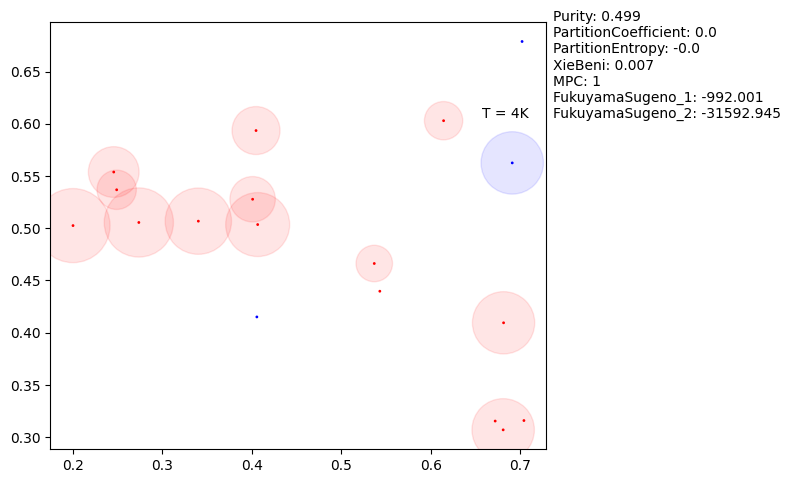 Purity: 0.499
PartitionCoefficient: 0.0
PartitionEntropy: -0.0
XieBeni: 0.007
MPC: 1
FukuyamaSugeno_1: -992.001
FukuyamaSugeno_2: -31592.945
T = 4K
0.65
0.60
0.55
0.50
0.45
0.40
0.35
0.30
0.2 0.3 0.4 0.5 0.6 0.7